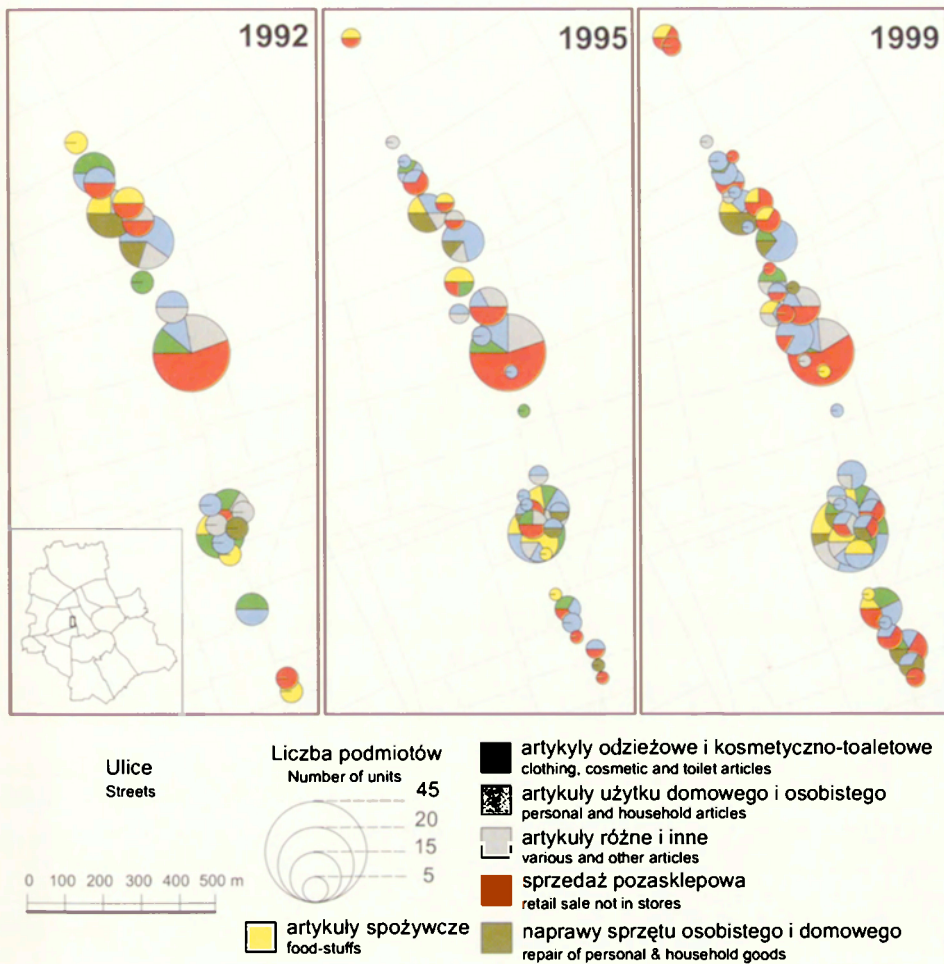 1992
1995
1999
Ulice
Streets
Liczba podmiotów
Number of units
45
20
15
5
0 100 200 300 400 500 m
artykuły spożywcze
food-stuffs
artykyly odzieżowe i kosmetyczno-toaletowe
clothing, cosmetic and toilet articles
artykuły użytku domowego i osobistego
personal and household articles
artykuły różne i inne
various and other articles
sprzedaż pozasklepowa
retail sale not in stores
naprawy sprzętu osobistego i domowego
repair of personal & household goods